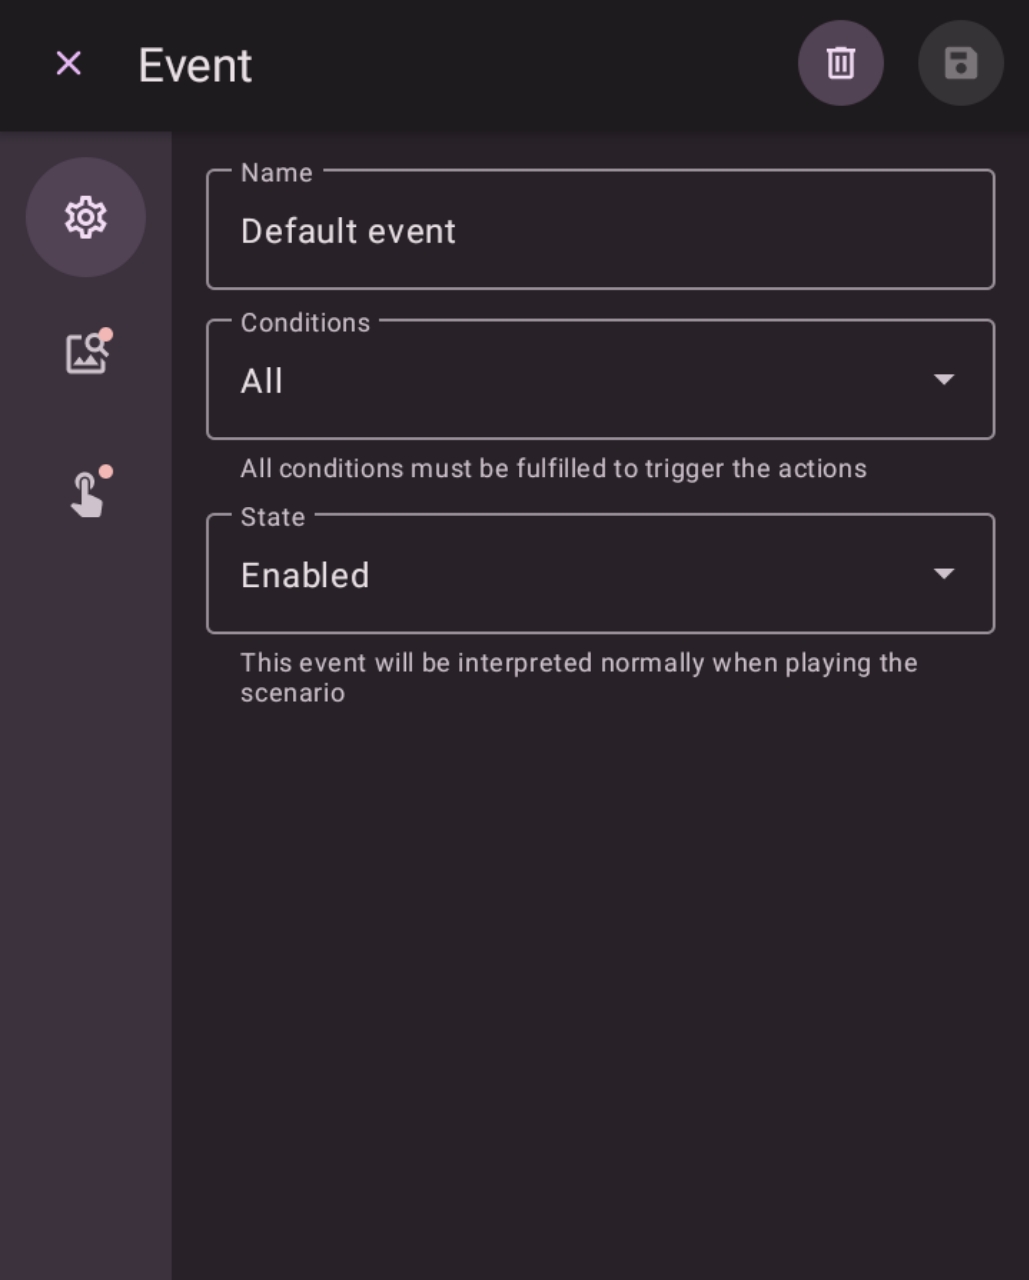 Event
Name
Default event
Conditions
All
All conditions must be fulfilled to trigger the actions
State
Enabled
This event will be interpreted normally when playing the
scenario